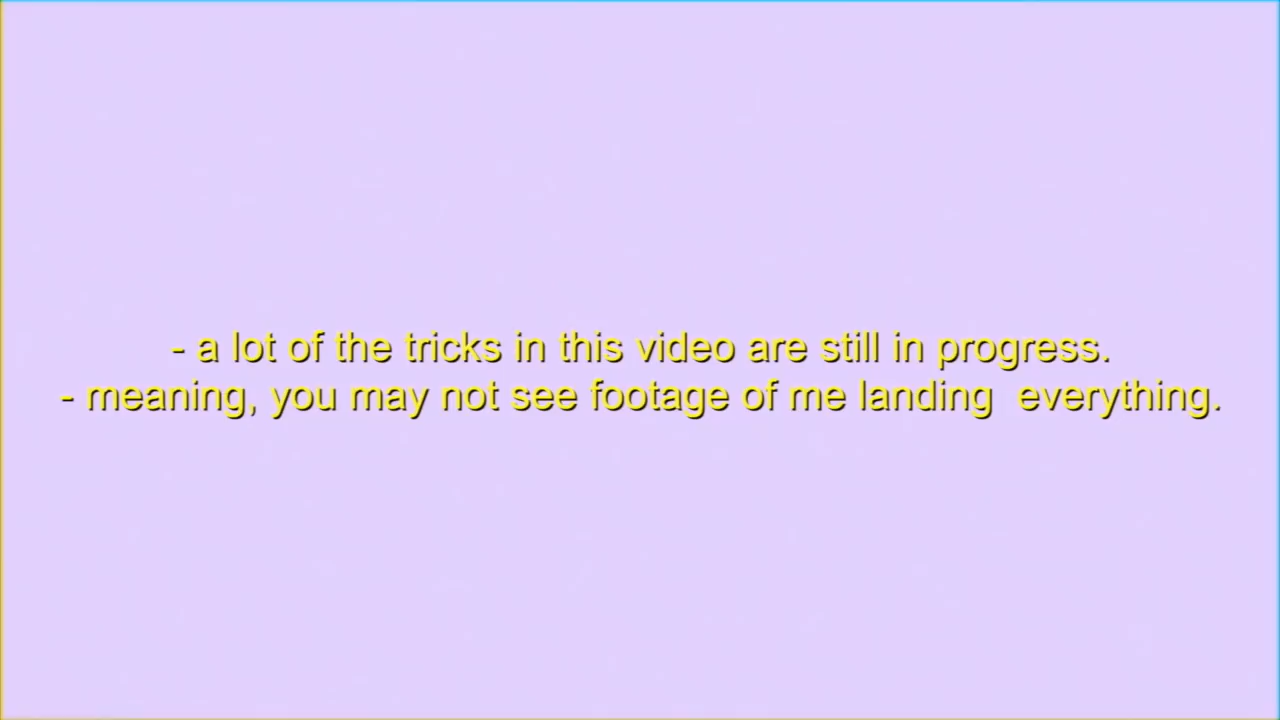 - a lot of the tricks in this video are still in progress.
- meaning, you may not see footage of me landing  everything.